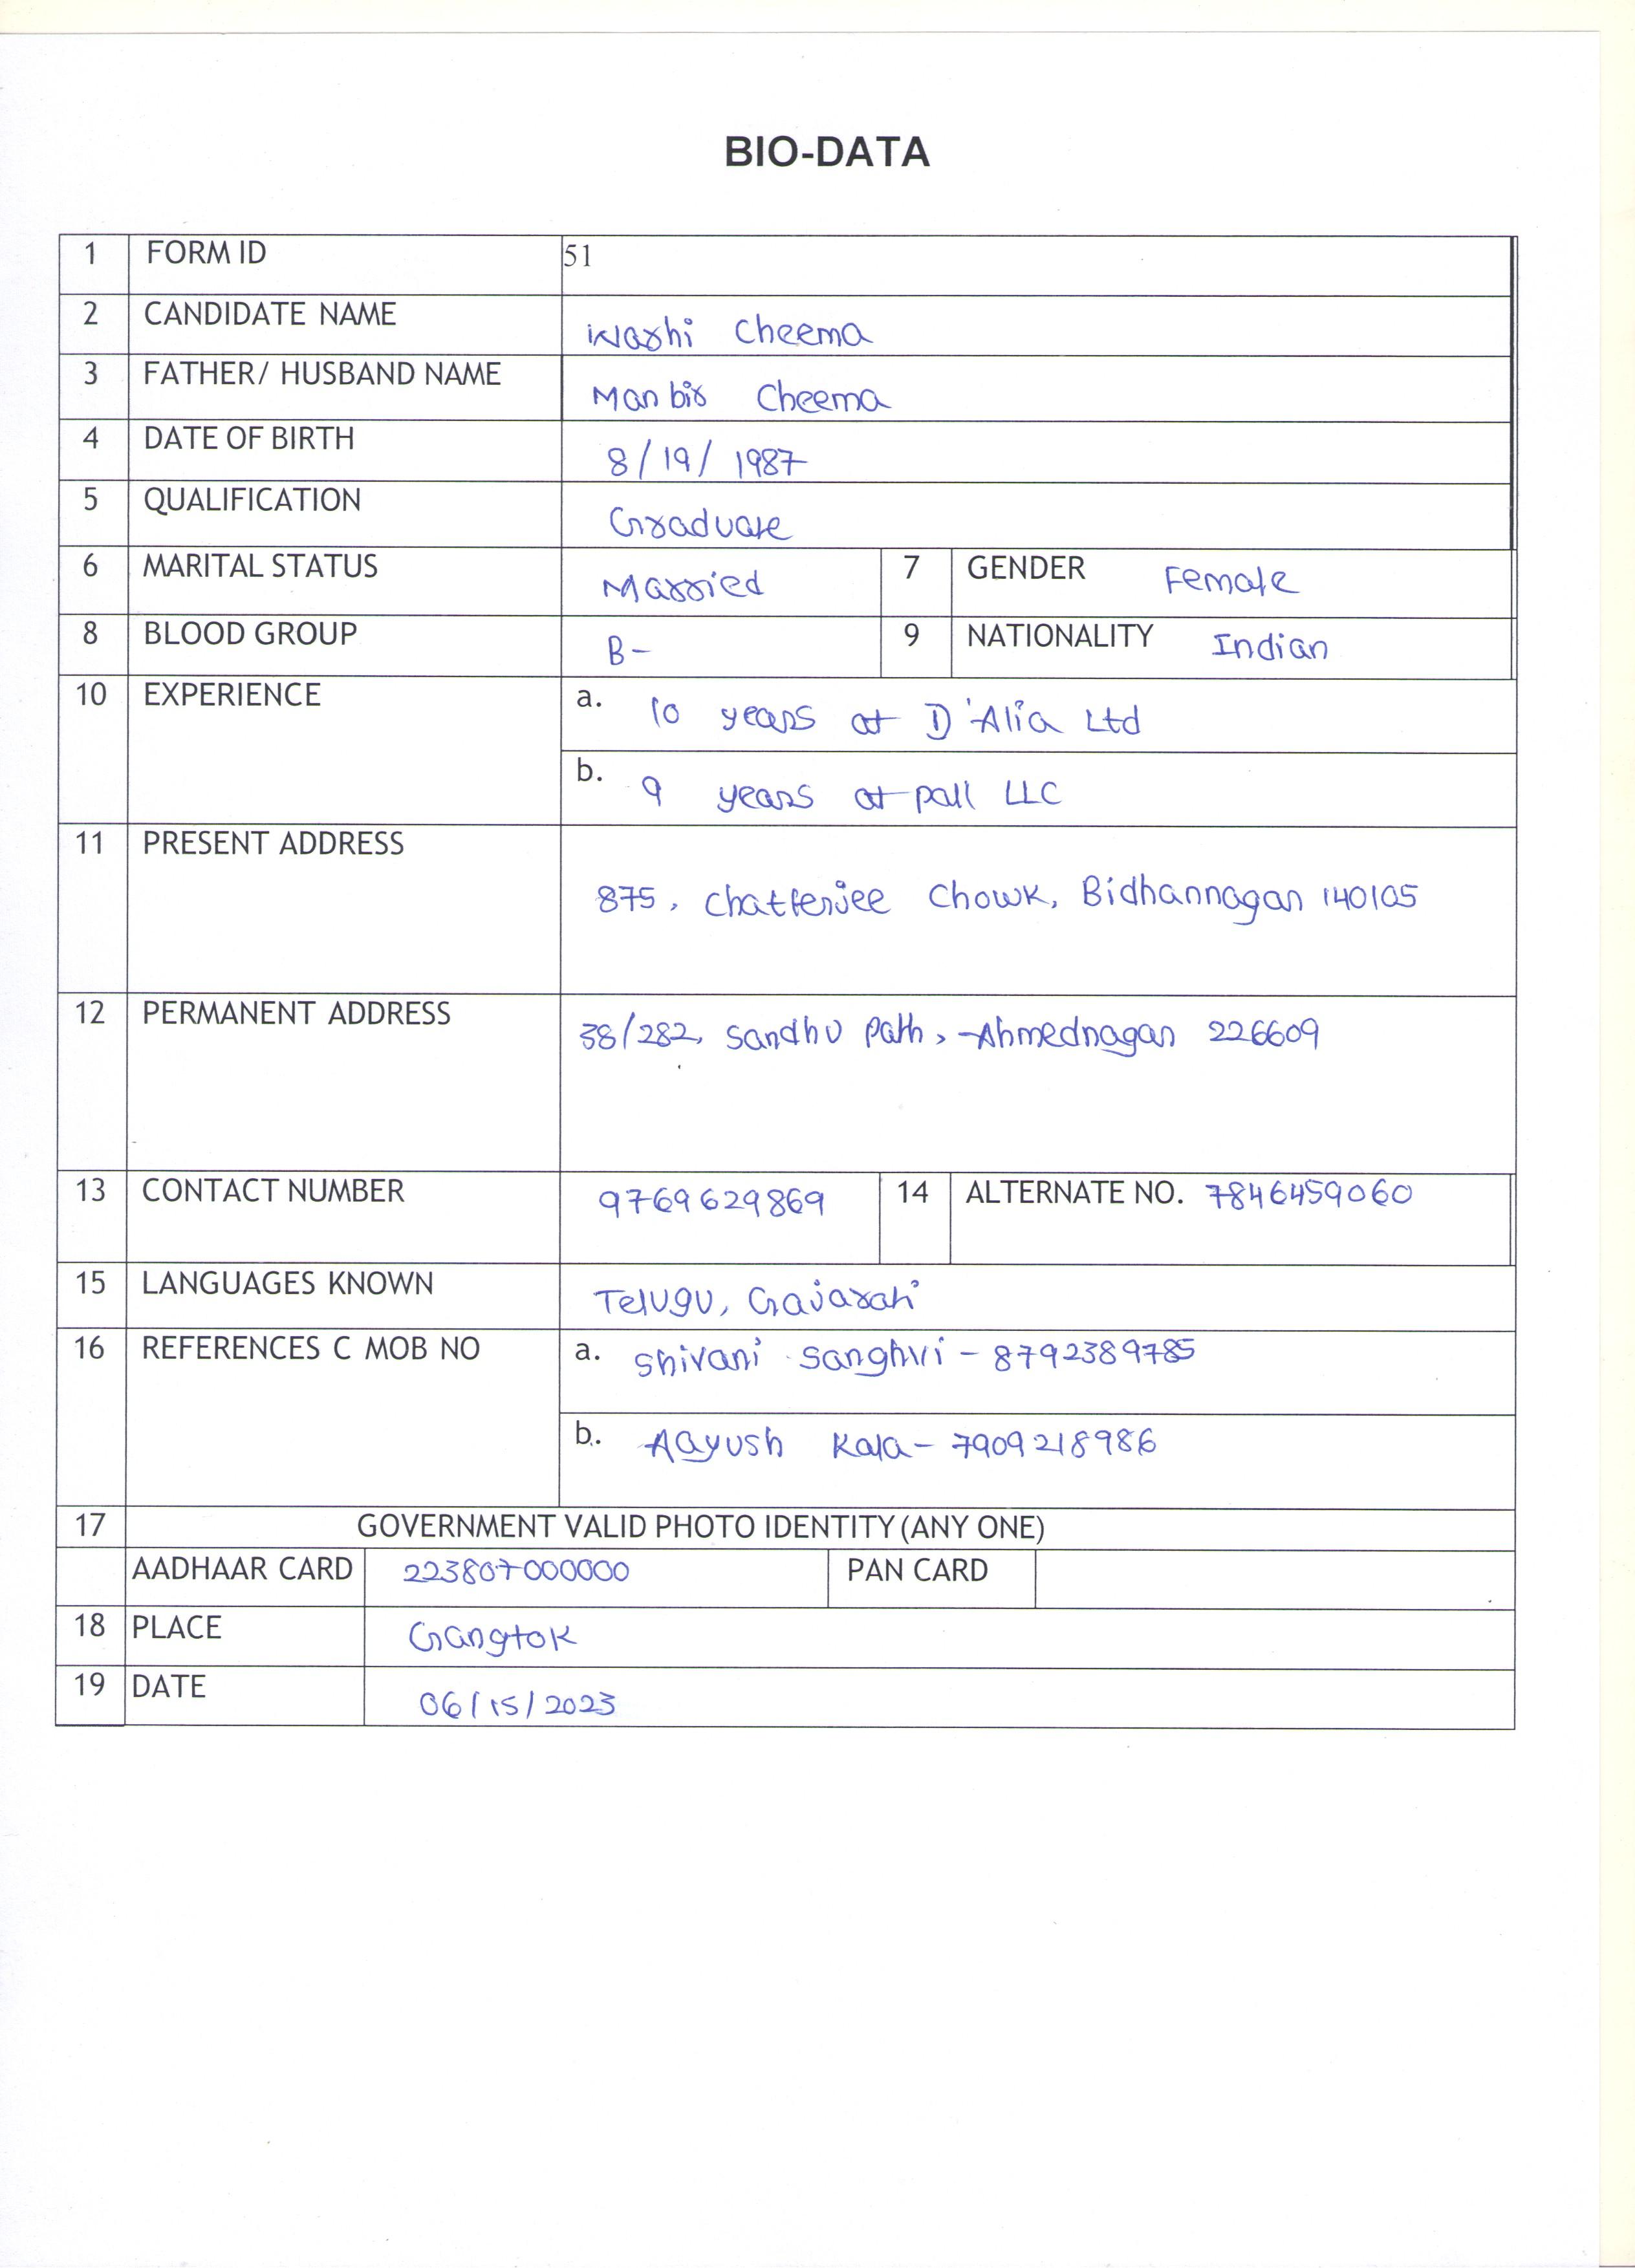 BIO-DATA
1 FORM ID 51
2 CANDIDATE NAME Cheema
3 FATHER/ HUSBAND NAME Manbir Cheema
4 DATE OF BIRTH 8/19/1987
5 QUALIFICATION Graduate
6 MARITAL STATUS Married 7 GENDER Female
8 BLOOD GROUP B- 9 NATIONALITY Indian
10 EXPERIENCE a. 10 years at D'Alia Ltd
b. 9 years at pall LLC
11 PRESENT ADDRESS 875, Chatterjee Chowk, Bidhannagar 140105
12 PERMANENT ADDRESS 38/282, Sandhu Path, Ahmednagar 226609
13 CONTACT NUMBER 9769629869 14 ALTERNATE NO. 7846459060
15 LANGUAGES KNOWN Telugu, Gajarati
16 REFERENCES C MOB NO a. Shivani Sanghvi - 8792389785
b. Aayush Kala - 7909218986
17 GOVERNMENT VALID PHOTO IDENTITY (ANY ONE)
AADHAAR CARD 223807000000 PAN CARD
18 PLACE Gangtok
19 DATE 06/15/2023